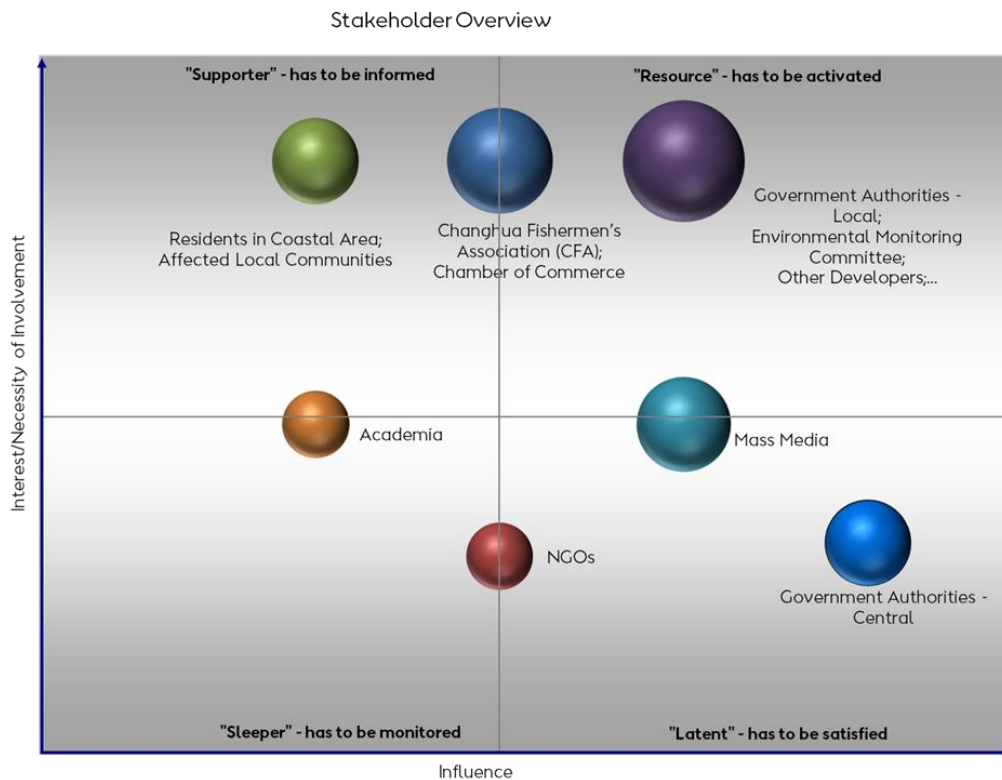 Stakeholder Overview
"Supporter" - has to be informed
"Resource" - has to be activated
Residents in Coastal Area;
Affected Local Communities
Changhua Fishermen's
Association (CFA);
Chamber of Commerce
Government Authorities -
Local;
Environmental Monitoring
Committee;
Other Developers;...
Interest/Necessity of Involvement
Academia
Mass Media
NGOs
Government Authorities -
Central
"Sleeper" - has to be monitored
"Latent" - has to be satisfied
Influence